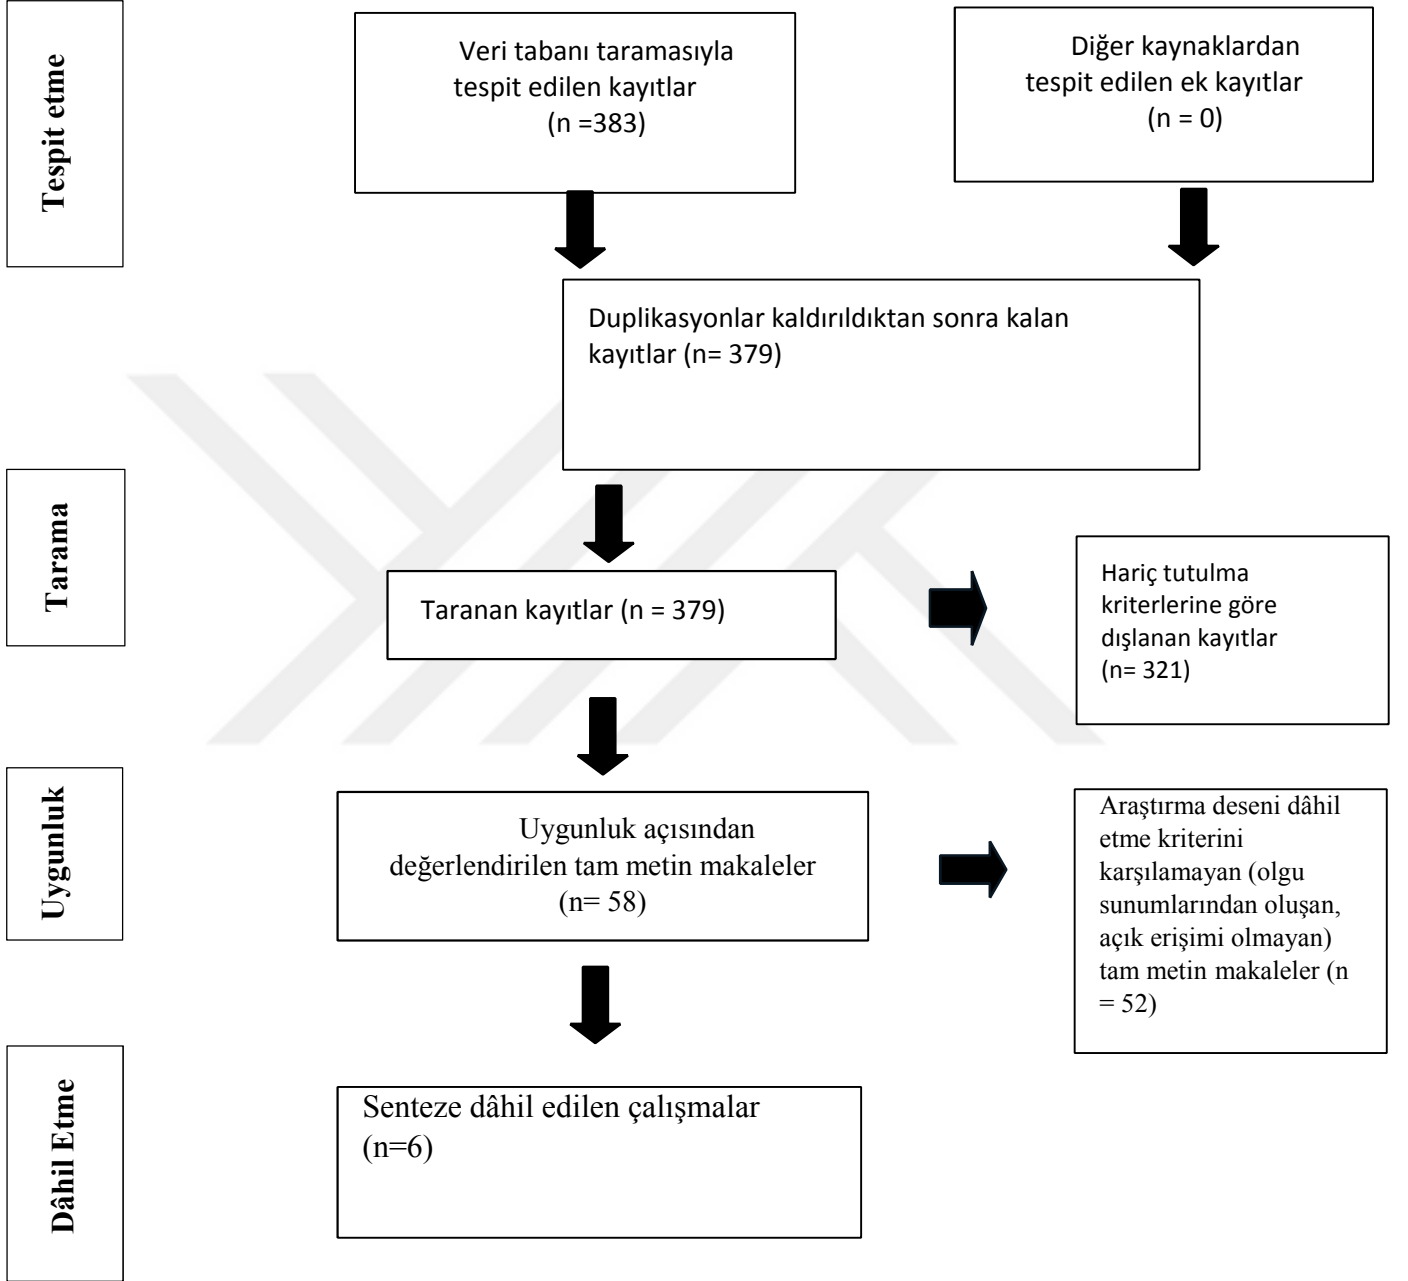 Tespit etme
Veri tabanı taramasıyla
tespit edilen kayıtlar
(n =383)
Diğer kaynaklardan
tespit edilen ek kayıtlar
(n = 0)
Duplikasyonlar kaldırıldıktan sonra kalan
kayıtlar (n= 379)
Tarama
Taranan kayıtlar (n = 379)
Hariç tutulma
kriterlerine göre
dışlanan kayıtlar
(n= 321)
Uygunluk
Uygunluk açısından
değerlendirilen tam metin makaleler
(n= 58)
Araştırma deseni dâhil
etme kriterini
karşılamayan (olgu
sunumlarından oluşan,
açık erişimi olmayan)
tam metin makaleler (n
= 52)
Dâhil Etme
Senteze dâhil edilen çalışmalar
(n=6)